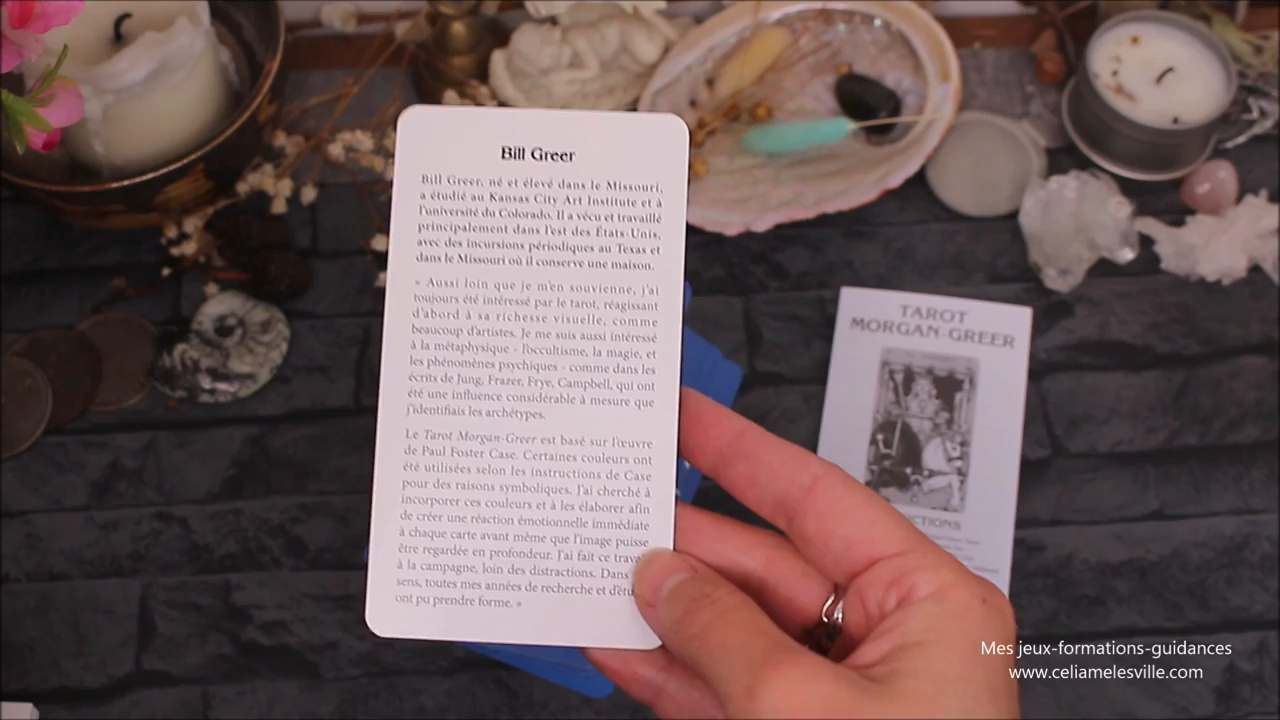 Bill Greer
Bill Greer, né et élevé dans le Missouri,
a étudié au Kansas City Art Institute et à
l'université du Colorado. Il a vécu et travaillé
principalement dans l'est des États-Unis,
avec des incursions périodiques au Texas et
dans le Missouri où il conserve une maison.
« Aussi loin que je m'en souvienne, j'ai
toujours été intéressé par le tarot, réagissant
d'abord à sa richesse visuelle, comme
beaucoup d'artistes. Je me suis aussi intéressé
à la métaphysique - l'occultisme, la magie, et
les phénomènes psychiques - comme dans les
écrits de Jung, Frazer, Frye, Campbell, qui ont
été une influence considérable à mesure que
j'identifiais les archétypes.
Le Tarot Morgan-Greer est basé sur l'œuvre
de Paul Foster Case. Certaines couleurs ont
été utilisées selon les instructions de Case
pour des raisons symboliques. J'ai cherché à
incorporer ces couleurs et à les élaborer afin
de créer une réaction émotionnelle immédiate
à chaque carte avant même que l'image puisse
être regardée en profondeur. J'ai fait ce trava
à la campagne, loin des distractions. Dans
sens, toutes mes années de recherche et d'étu
ont pu prendre forme. »
TAROT
MORGAN-GREER
CTIONS
Mes jeux-formations-guidances
www.celiamelesville.com